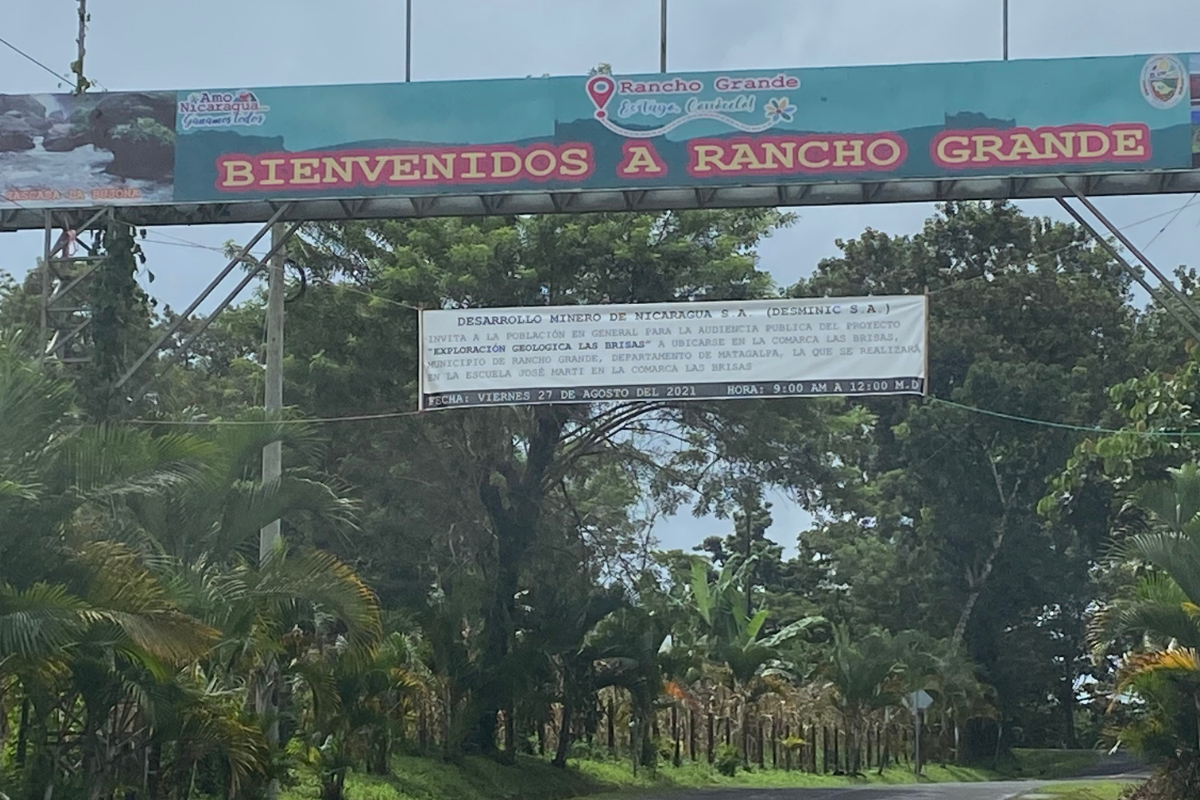 Amo
Nicaragua
Ganamos todos
Rancho Grande
BIENVENIDOS A RANCHO GRANDE
DESARROLLO MINERO DE NICARAGUA S.A. (DESMINIC S.A.)
INVITA A LA POBLACIÓN EN GENERAL PARA LA AUDIENCIA PUBLICA DEL PROYECTO
"EXPLORACIÓN GEOLOGICA LAS BRISAS" A UBICARSE EN LA COMARCA LAS BRISAS,
MUNICIPIO DE RANCHO GRANDE, DEPARTAMENTO DE MATAGALPA, LA QUE SE REALIZARÁ
EN LA ESCUELA JOSÉ MARTI EN LA COMARCA LAS BRISAS
FECHA: VIERNES 27 DE AGOSTO DEL 2021 HORA: 9:00 AM A 12:00 M.D